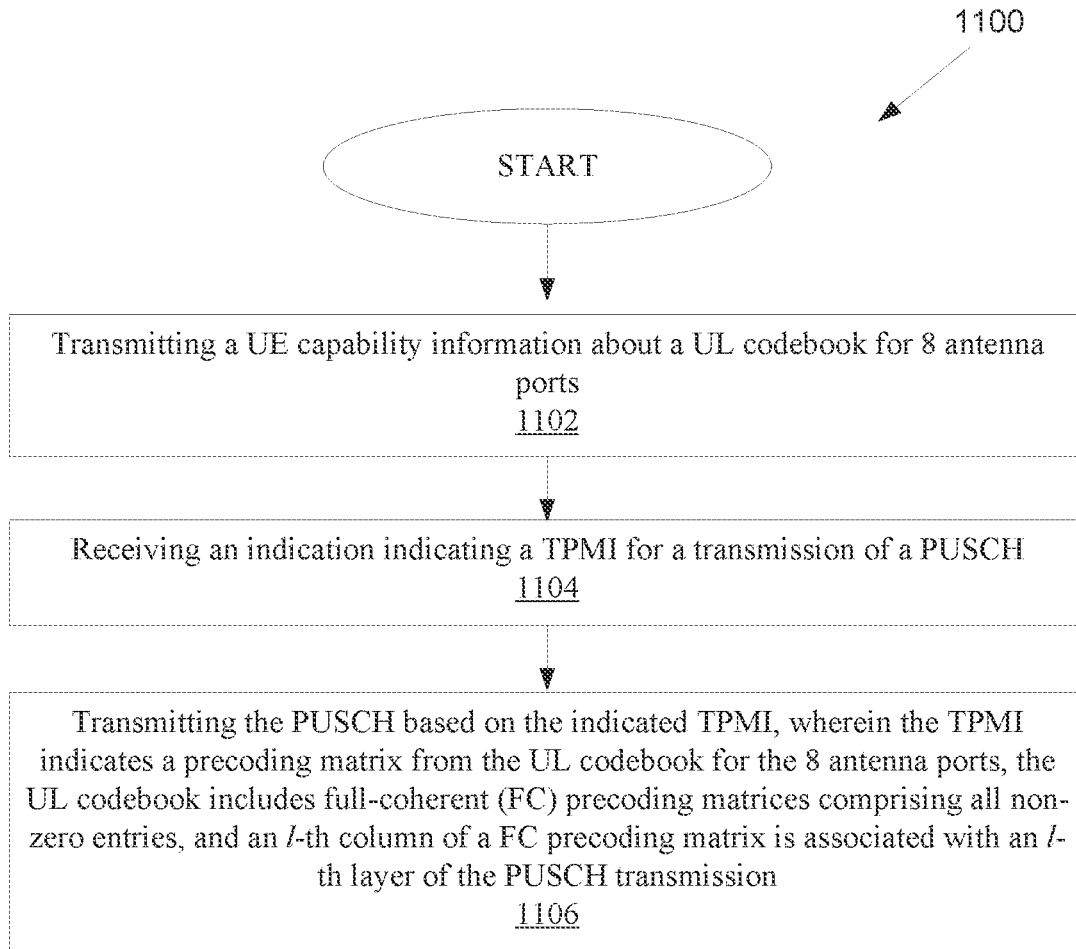 1100
START
Transmitting a UE capability information about a UL codebook for 8 antenna
ports
1102
Receiving an indication indicating a TPMI for a transmission of a PUSCH
1104
Transmitting the PUSCH based on the indicated TPMI, wherein the TPMI
indicates a precoding matrix from the UL codebook for the 8 antenna ports, the
UL codebook includes full-coherent (FC) precoding matrices comprising all non-
zero entries, and an l-th column of a FC precoding matrix is associated with an l-
th layer of the PUSCH transmission
1106